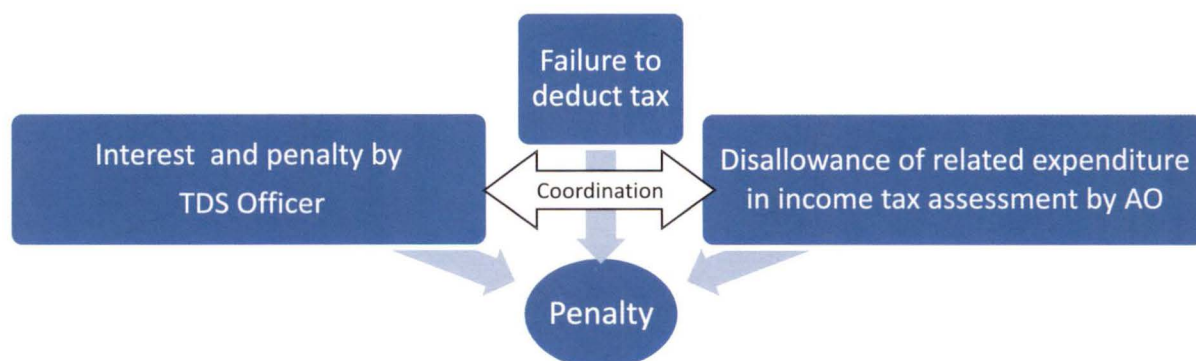 Failure to
deduct tax
Interest and penalty by
TDS Officer
Coordination
Disallowance of related expenditure
in income tax assessment by AO
Penalty